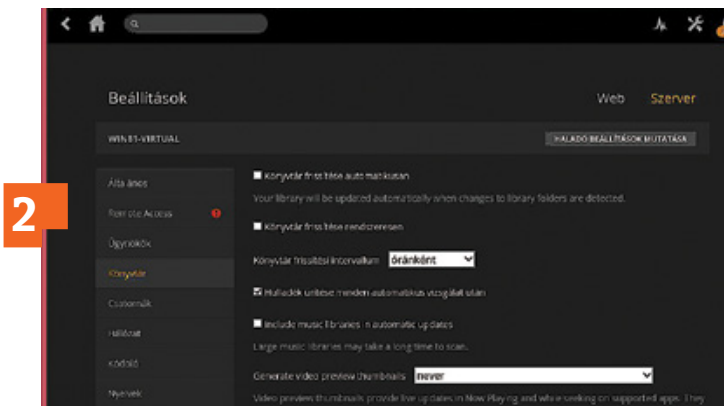 Beállítások
Web Szerver
WIN81-VIRTUAL
HALADÓ BEÁLLÍTÁSOK MUTATÁSA
2
Általános
Remote Access
Ügynökök
Könyvtár
Csatornák
Hálózat
Kódoló
Nyelvek
Könyvtár frissítése automatikusan
Your library will be updated automatically when changes to library folders are detected.
Könyvtár frissítése rendszeresen
Könyvtár frissítési intervallum óránként
Hulladék ürítése minden automatikus vizsgálat után
Include music libraries in automatic updates
Large music libraries may take a long time to scan.
Generate video preview thumbnails never
Video preview thumbnails provide live updates in Now Playing and while seeking on supported apps. They